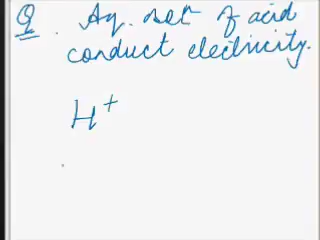 Q. Aq. sol. of acid
conduct electricity.
H+